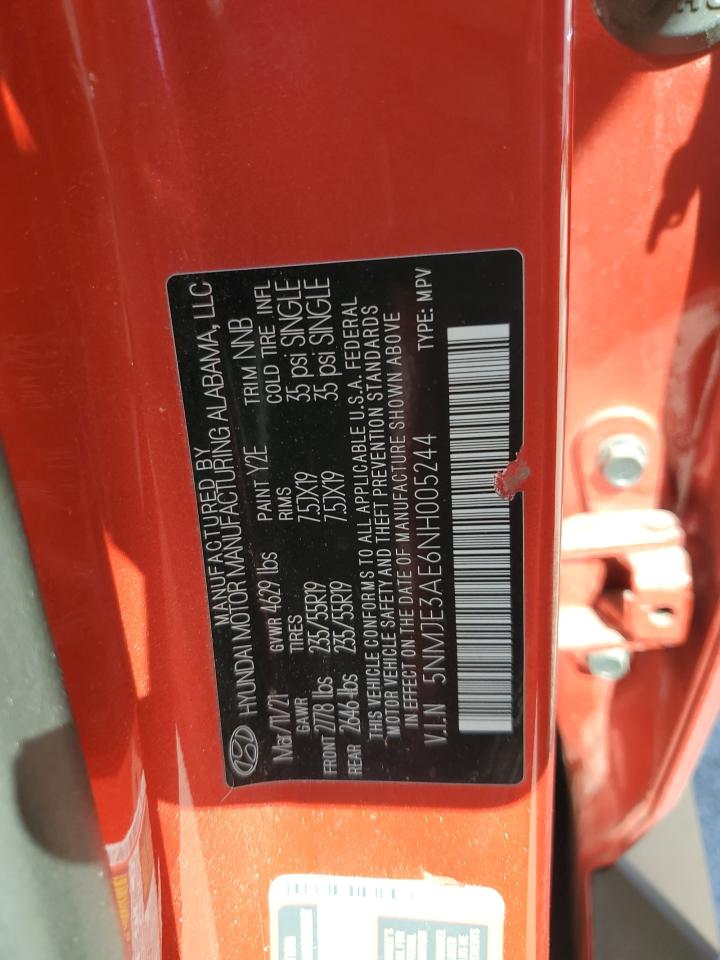 MANUFACTURED BY
HYUNDAI MOTOR MANUFACTURING ALABAMA, LLC
Mar/17/21 GVWR 4629 lbs PAINT Y2E TRIM NNB
GAWR TIRES RIMS COLD TIRE INFL
FRONT 2778 lbs 235/55R19 7.5JX19 35 psi SINGLE
REAR 2646 lbs 235/55R19 7.5JX19 35 psi SINGLE
THIS VEHICLE CONFORMS TO ALL APPLICABLE U.S.A. FEDERAL
MOTOR VEHICLE SAFETY AND THEFT PREVENTION STANDARDS
IN EFFECT ON THE DATE OF MANUFACTURE SHOWN ABOVE
V.I.N 5NMJE3AE6NH005244 TYPE: MPV